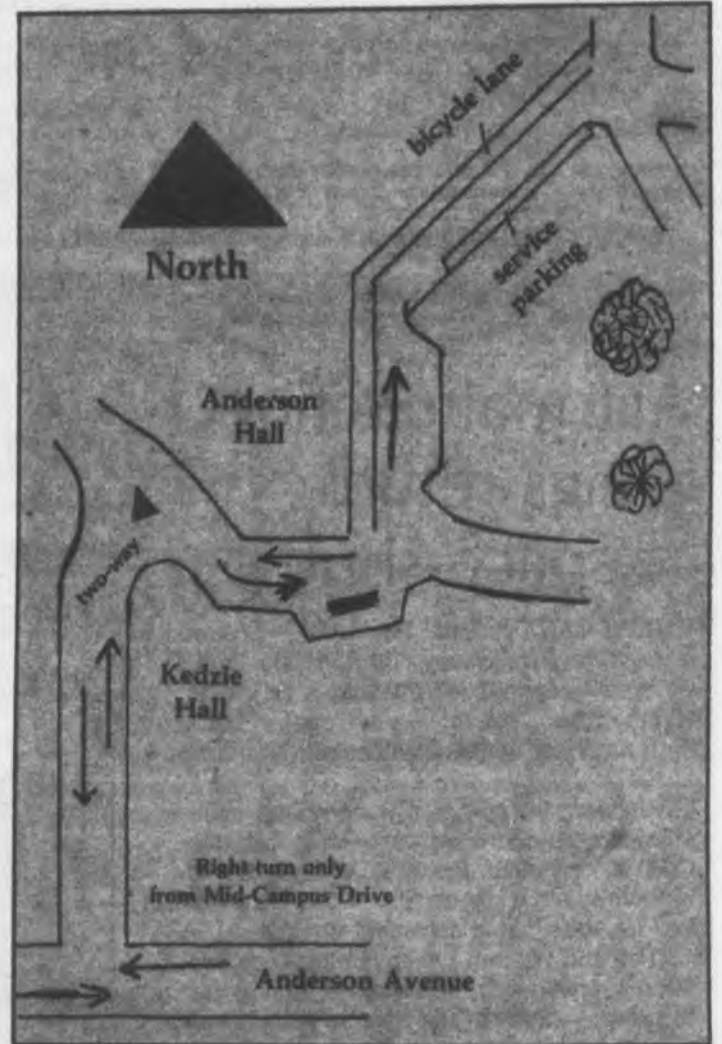 bicycle lane
North
service
parking
Anderson
Hall
two-way
Kedzie
Hall
Right turn only
from Mid-Campus Drive
Anderson Avenue